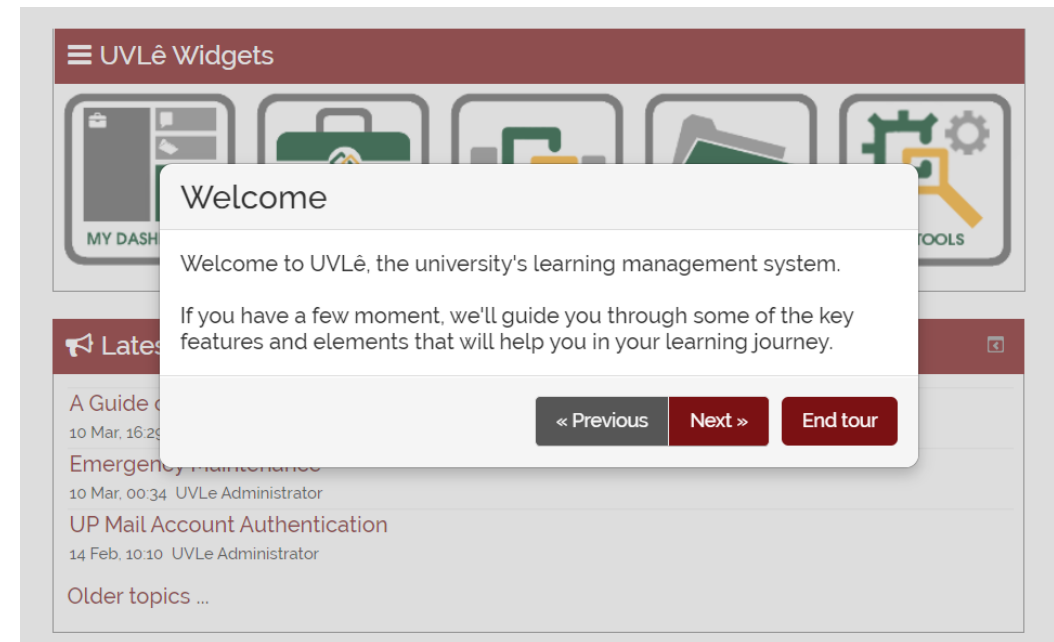 UVLê Widgets
MY DASH
TOOLS
Welcome
Welcome to UVLê, the university's learning management system.
If you have a few moment, we'll guide you through some of the key
features and elements that will help you in your learning journey.
« Previous Next » End tour
A Guide
10 Mar, 16:29
Emergency Maintenance
10 Mar, 00:34 UVLe Administrator
UP Mail Account Authentication
14 Feb, 10:10 UVLe Administrator
Older topics ...